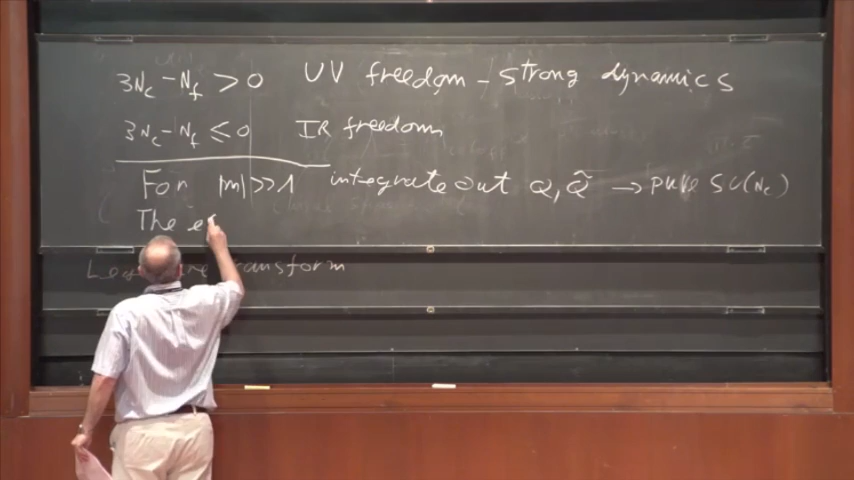 3N_c - N_f > 0 UV freedom - strong dynamics
3N_c - N_f ≤ 0 IR freedom
For |m| >> 1 integrate out Q, Q̃ → pure SU(N_c)
The e
transform